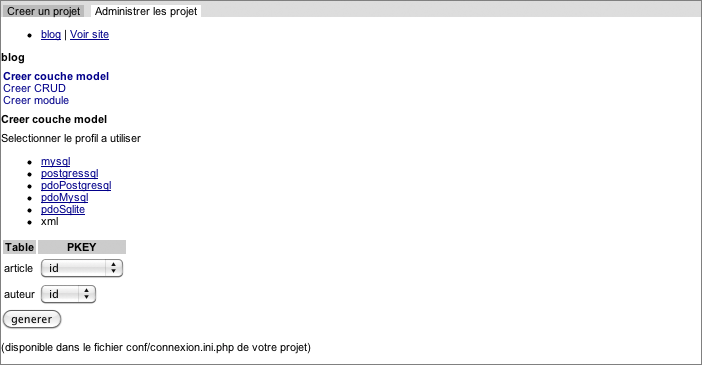 Creer un projet Administrer les projet
blog | Voir site
blog
Creer couche model
Creer CRUD
Creer module
Creer couche model
Selectionner le profil a utiliser
mysql
postgressql
pdoPostgresql
pdoMysql
pdoSqlite
xml
Table PKEY
article id
auteur id
generer
(disponible dans le fichier conf/connexion.ini.php de votre projet)